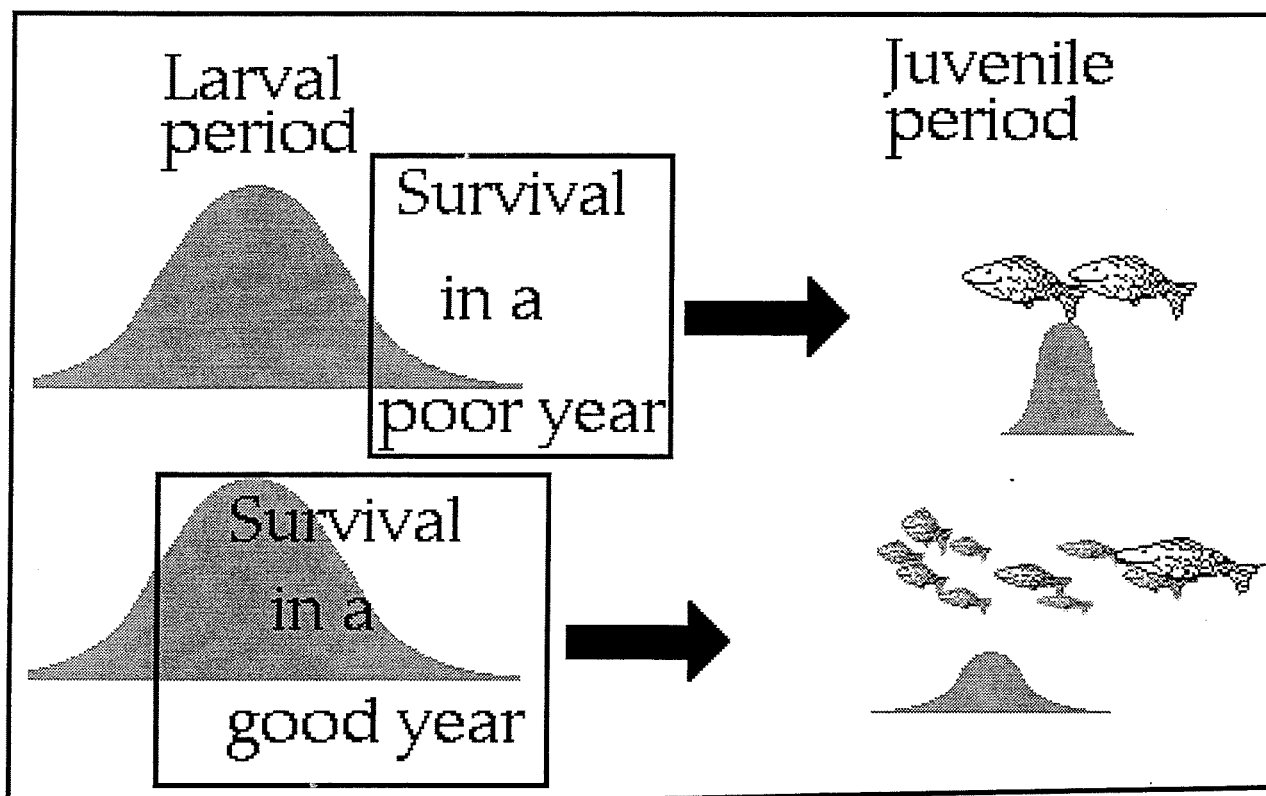 Larval
period
Juvenile
period
Survival
in a
poor year
Survival
in a
good year